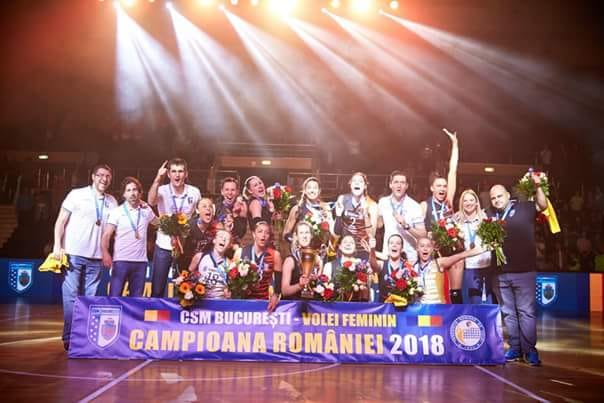 CSM BUCUREȘTI - VOLEI FEMININ
CAMPIOANA ROMÂNIEI 2018